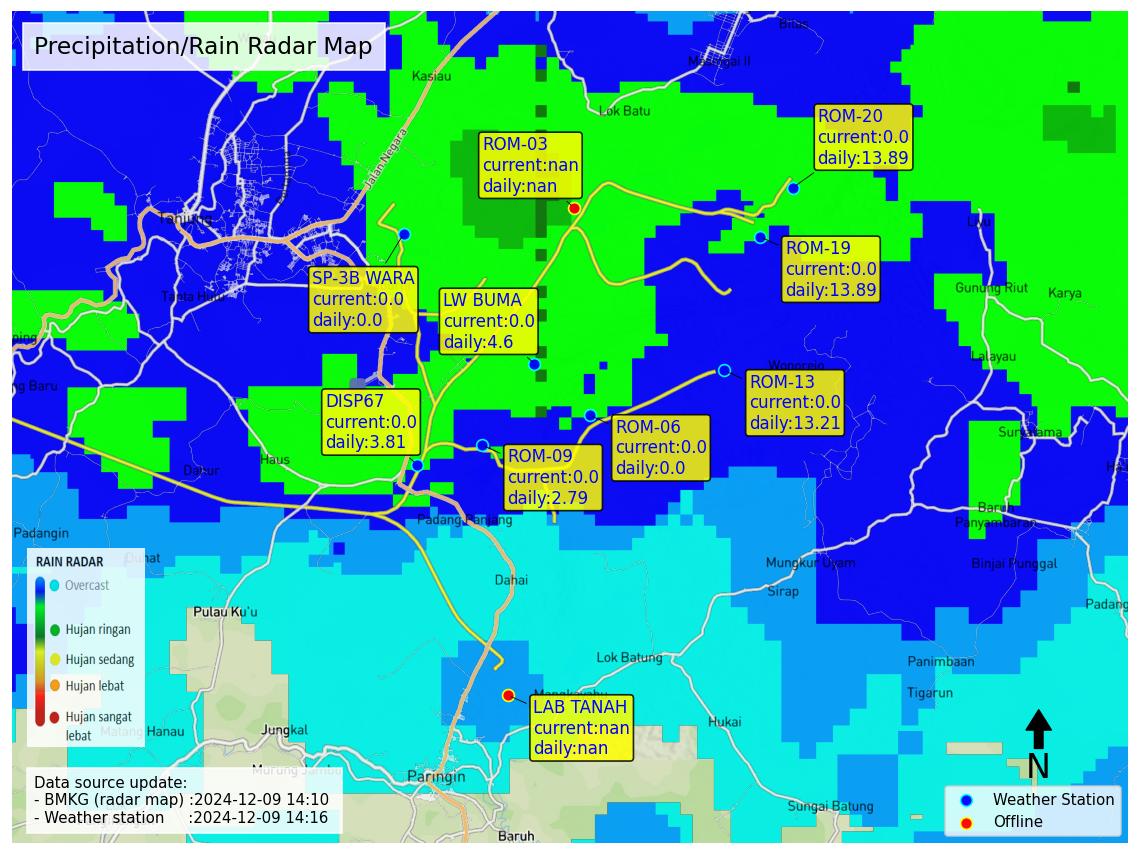 Precipitation/Rain Radar Map
Bilas
Masingai II
Kasiau
Lok Batu
Jalan Negara
ROM-03
current:nan
daily:nan
ROM-20
current:0.0
daily:13.89
Tanjung
Liyu
ROM-19
current:0.0
daily:13.89
SP-3B WARA
current:0.0
daily:0.0
LW BUMA
current:0.0
daily:4.6
Gunung Riut
Karya
Lalayau
Wonorejo
ng Baru
ROM-13
current:0.0
daily:13.21
DISP67
current:0.0
daily:3.81
ROM-06
current:0.0
daily:0.0
ROM-09
current:0.0
daily:2.79
Haus
Dahur
Baruh
Panyambaran
Padang Panjang
Padangin
Mungkur Uyam
Binjai Punggal
Sirap
Dahai
Padang
RAIN RADAR
Overcast
Hujan ringan
Hujan sedang
Hujan lebat
Hujan sangat
lebat
Pulau Ku'u
Lok Batung
Panimbaan
Tigarun
LAB TANAH
current:nan
daily:nan
Hukai
Jungkal
Matang Hanau
Murung Jambu
Paringin
Sungai Batung
Baruh
Data source update:
- BMKG (radar map) :2024-12-09 14:10
- Weather station :2024-12-09 14:16
N
Weather Station
Offline